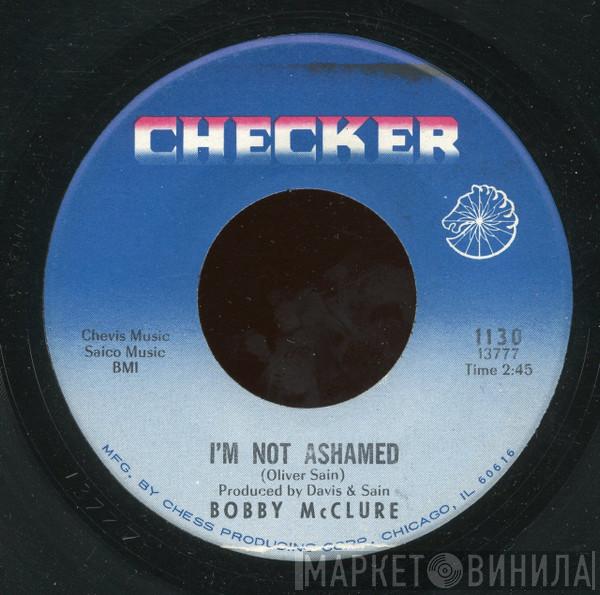 CHECKER
Chevis Music
Saico Music
BMI
1130
13777
Time 2:45
I'M NOT ASHAMED
(Oliver Sain)
Produced by Davis & Sain
BOBBY McCLURE
MFG. BY CHESS PRODUCING CORP. CHICAGO, IL 60616
13777
МАРКЕТ ВИНИЛА